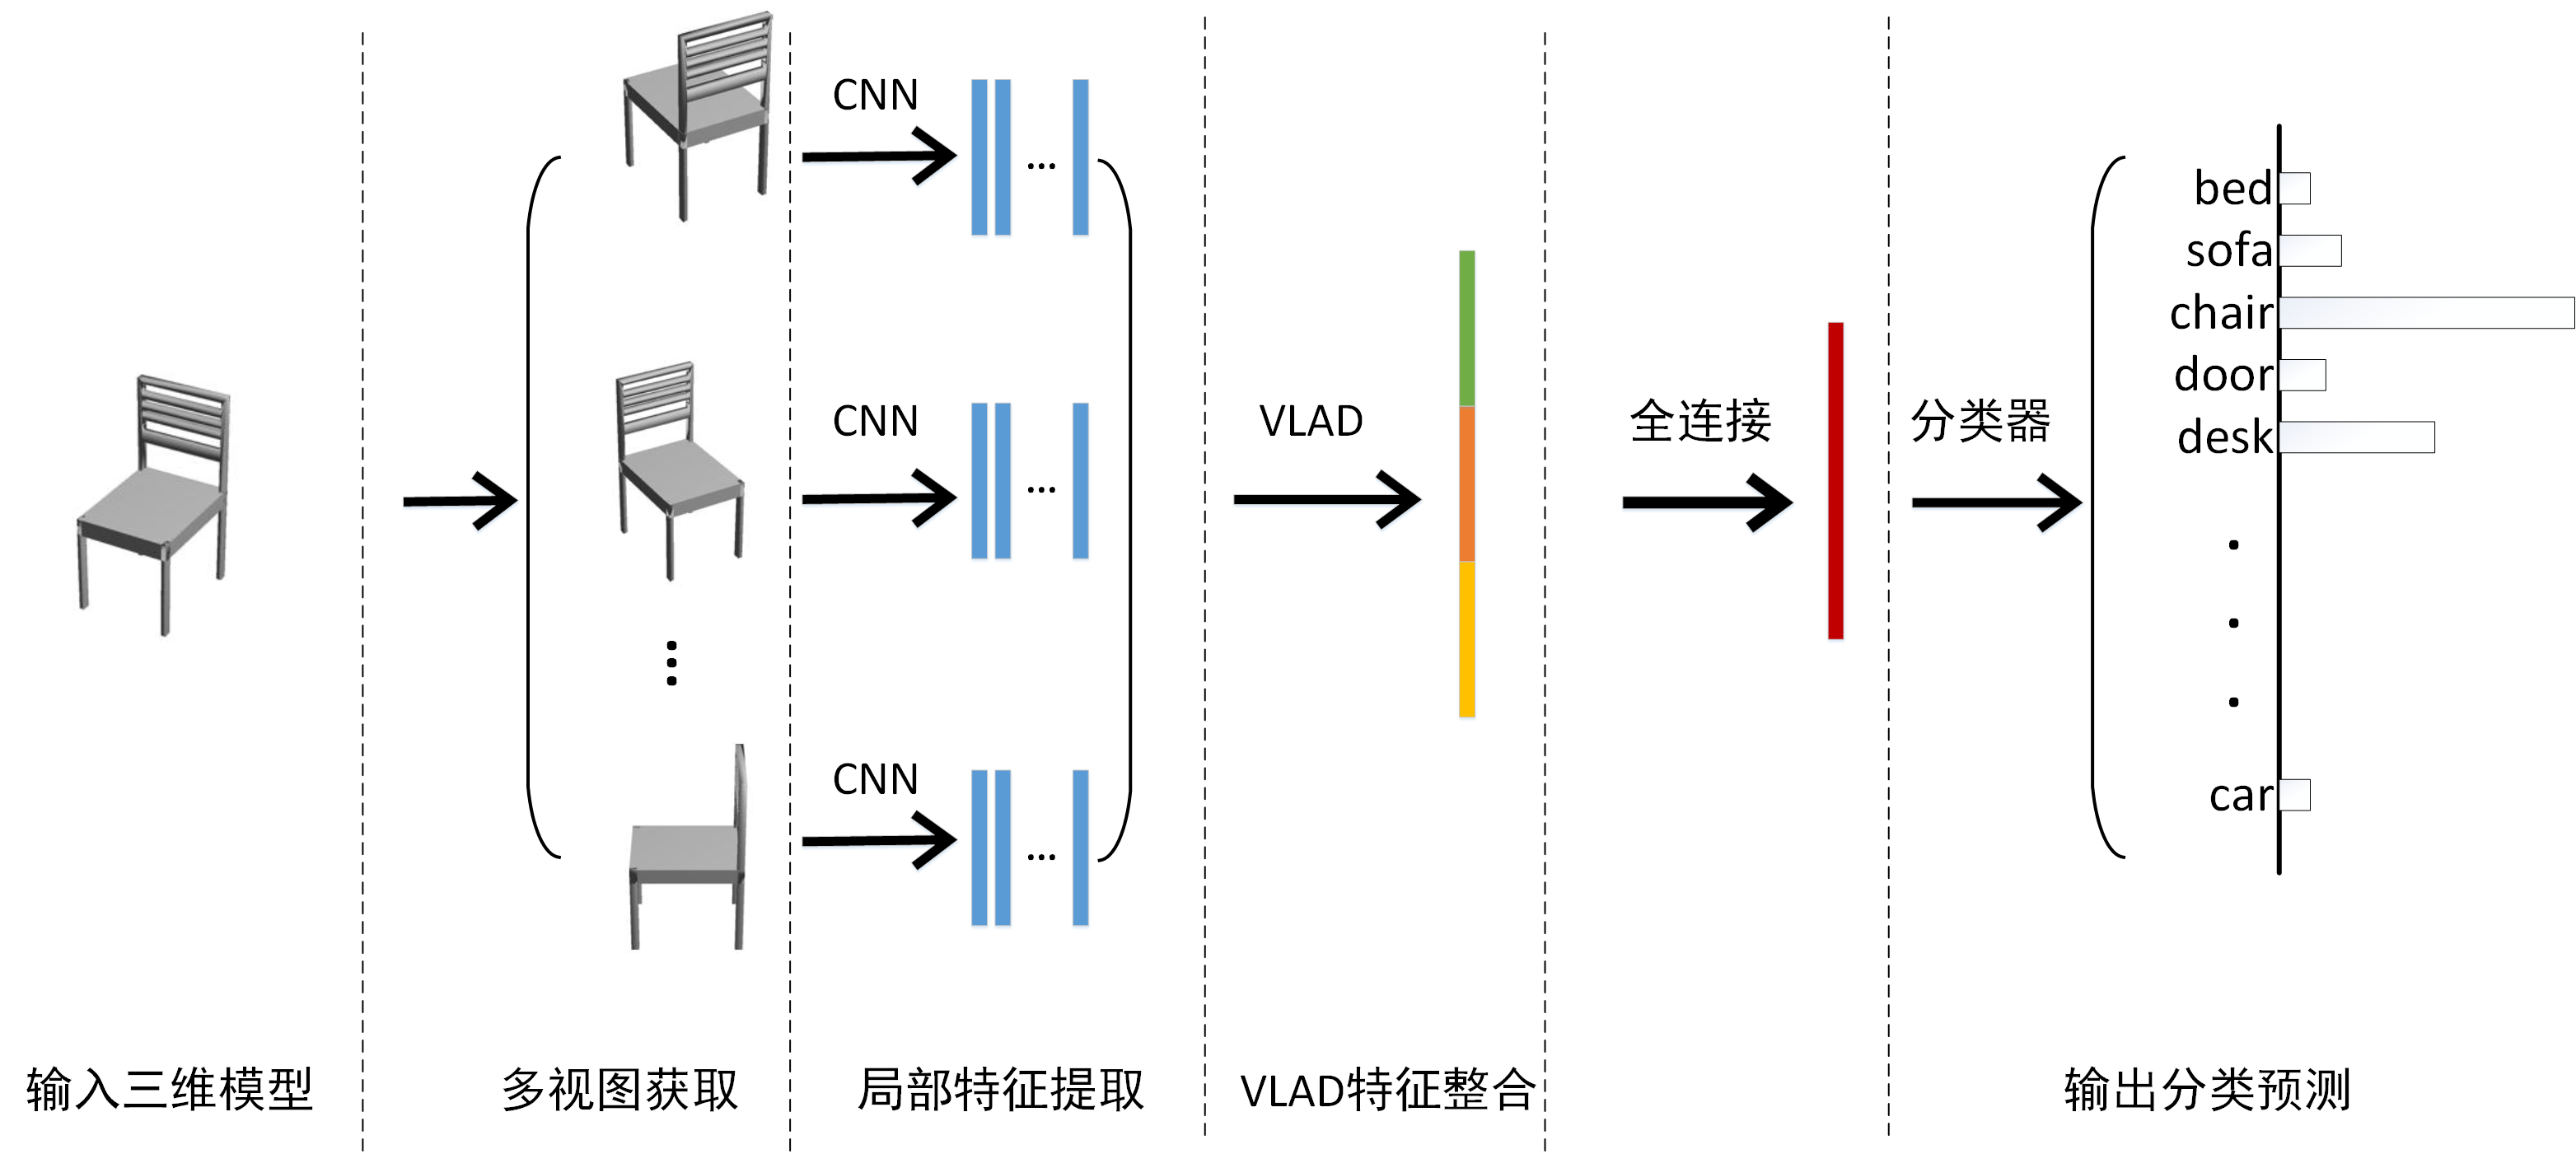 CNN
CNN
CNN
VLAD
全连接
分类器
bed
sofa
chair
door
desk
car
输入三维模型
多视图获取
局部特征提取
VLAD特征整合
输出分类预测